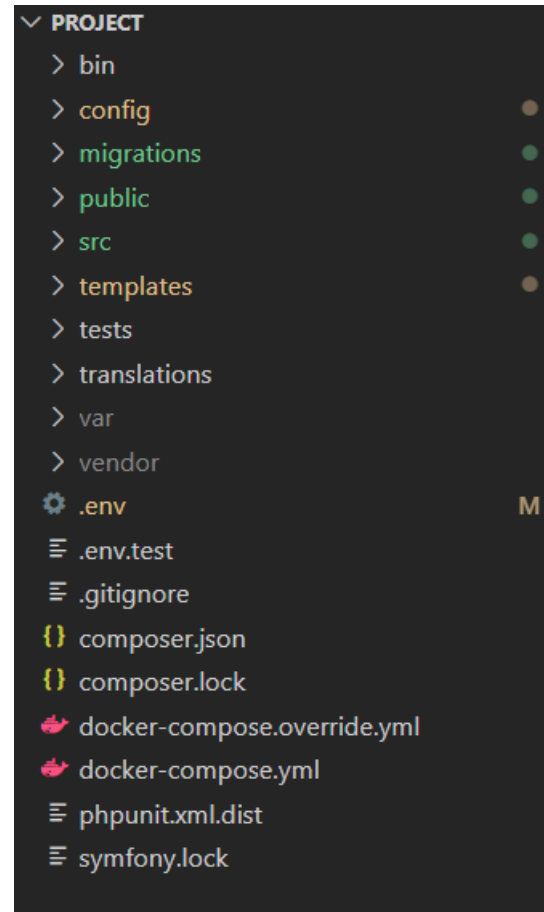 PROJECT
bin
config
migrations
public
src
templates
tests
translations
var
vendor
.env M
.env.test
.gitignore
composer.json
composer.lock
docker-compose.override.yml
docker-compose.yml
phpunit.xml.dist
symfony.lock